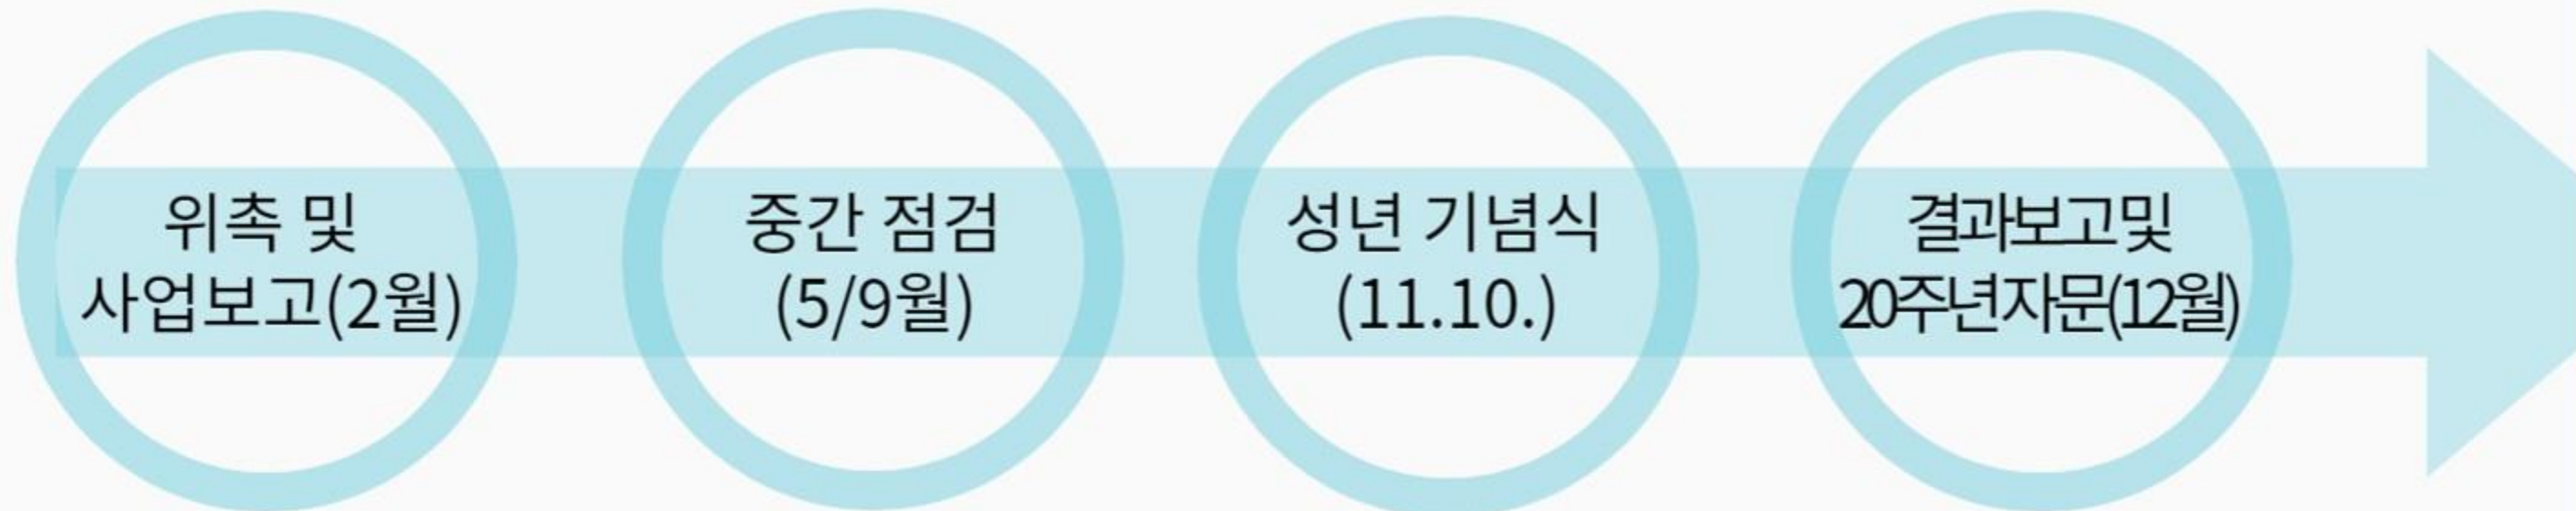 위촉 및
사업보고(2월)
중간 점검
(5/9월)
성년 기념식
(11.10.)
결과보고및
20주년자문(12월)